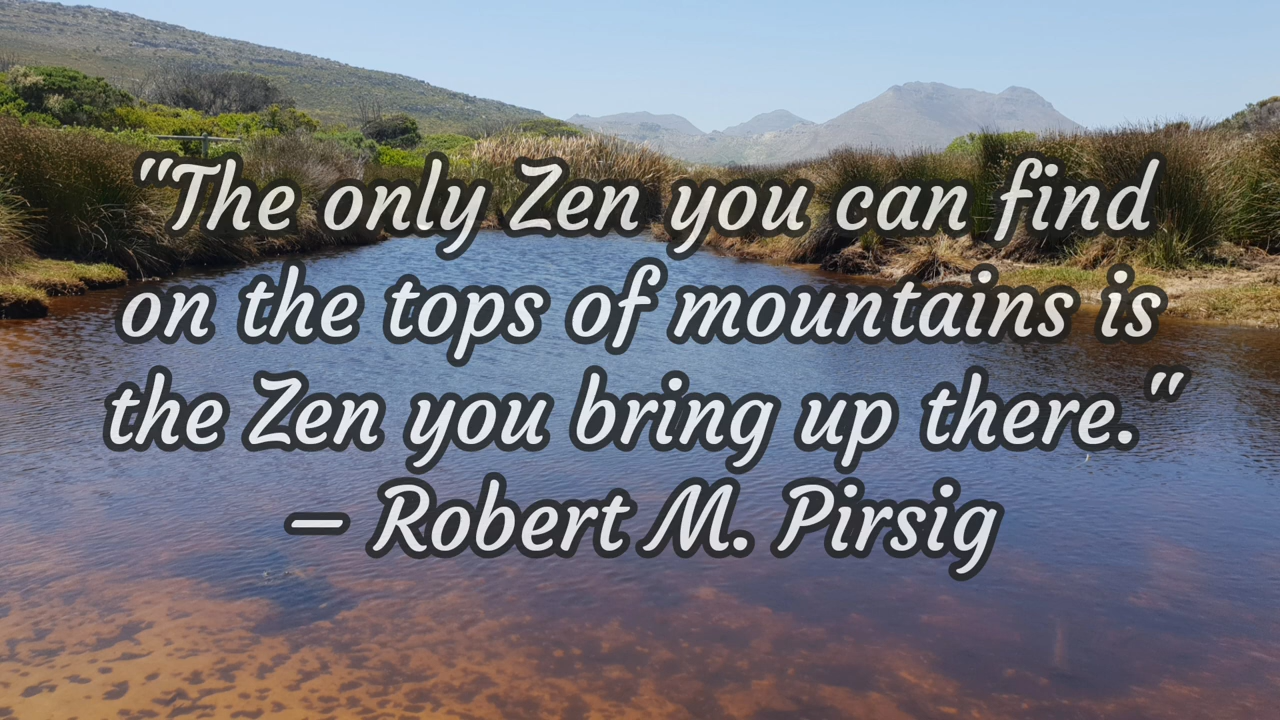 "The only Zen you can find
on the tops of mountains is
the Zen you bring up there."
— Robert M. Pirsig